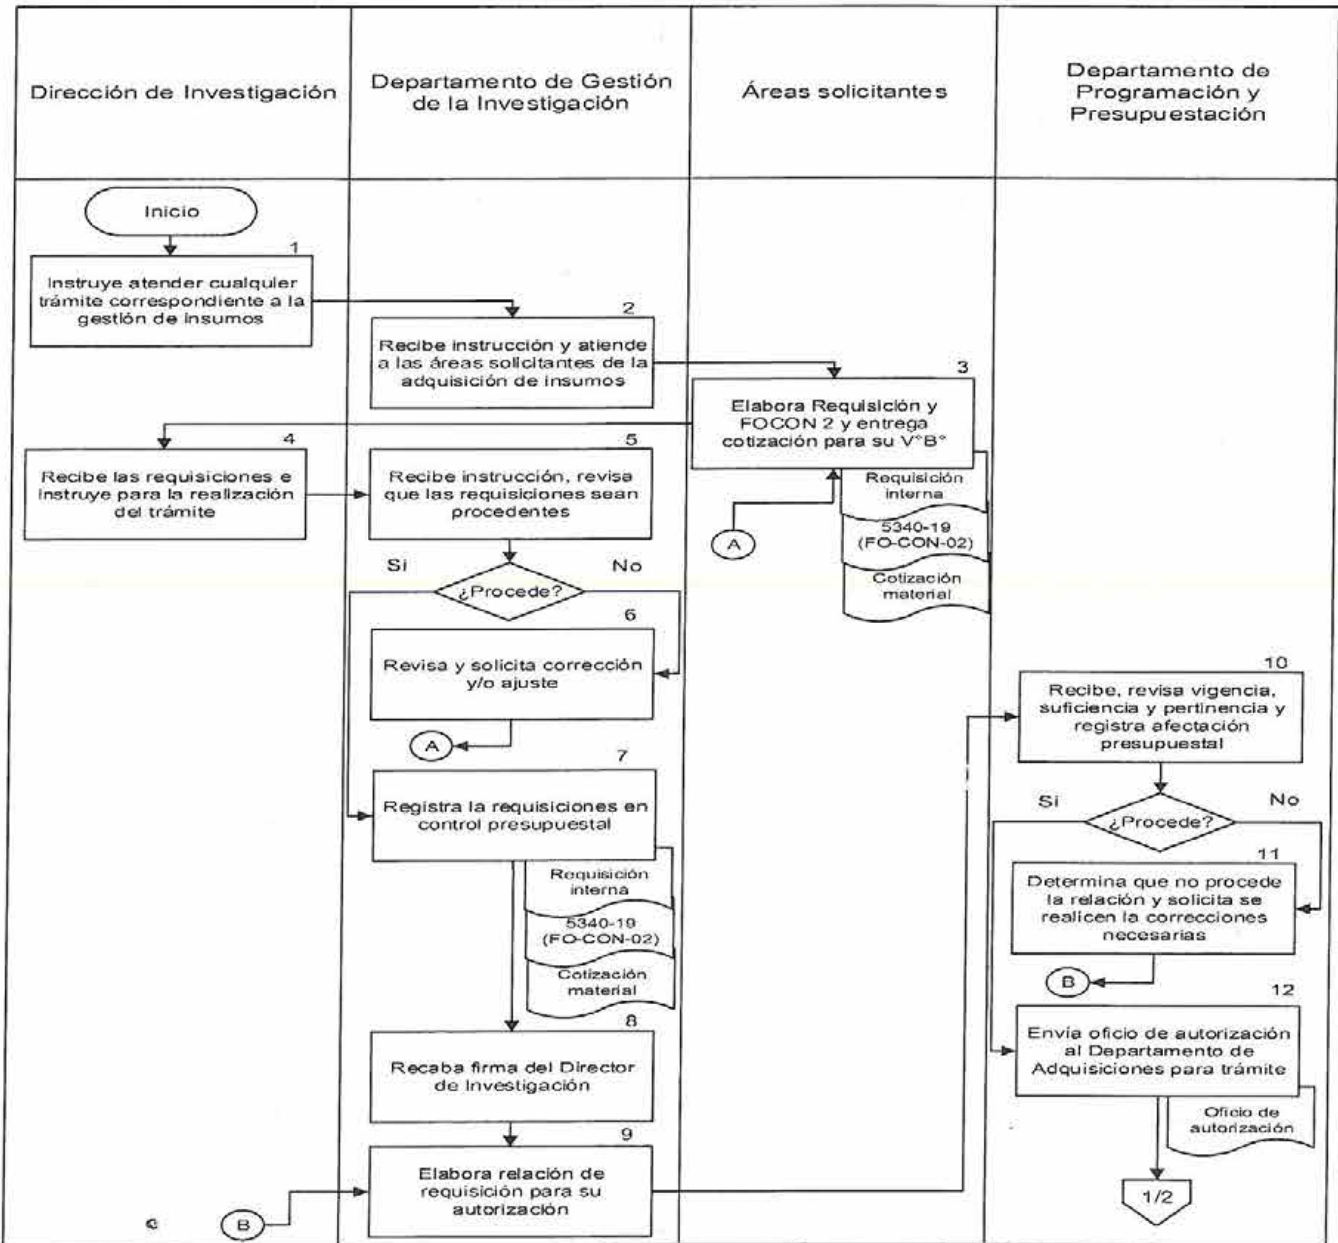 Dirección de Investigación
Departamento de Gestión
de la Investigación
Áreas solicitantes
Departamento de
Programación y
Presupuestación
Inicio
1
Instruye atender cualquier
trámite correspondiente a la
gestión de insumos
2
Recibe instrucción y atiende
a las áreas solicitantes de la
adquisición de insumos
3
Elabora Requisición y
FOCON 2 y entrega
cotización para su V°B°
Requisición
interna
5340-19
(FO-CON-02)
Cotización
material
A
4
Recibe las requisiciones e
instruye para la realización
del trámite
5
Recibe instrucción, revisa
que las requisiciones sean
procedentes
Si
No
¿Procede?
6
Revisa y solicita corrección
y/o ajuste
A
7
Registra la requisiciones en
control presupuestal
Requisición
interna
5340-19
(FO-CON-02)
Cotización
material
8
Recaba firma del Director
de Investigación
9
Elabora relación de
requisición para su
autorización
B
10
Recibe, revisa vigencia,
suficiencia y pertinencia y
registra afectación
presupuestal
Si
No
¿Procede?
11
Determina que no procede
la relación y solicita se
realicen la correcciones
necesarias
B
12
Envía oficio de autorización
al Departamento de
Adquisiciones para trámite
Oficio de
autorización
1/2